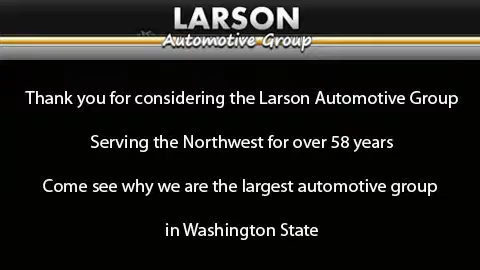 LARSON
Automotive Group
Thank you for considering the Larson Automotive Group
Serving the Northwest for over 58 years
Come see why we are the largest automotive group
in Washington State